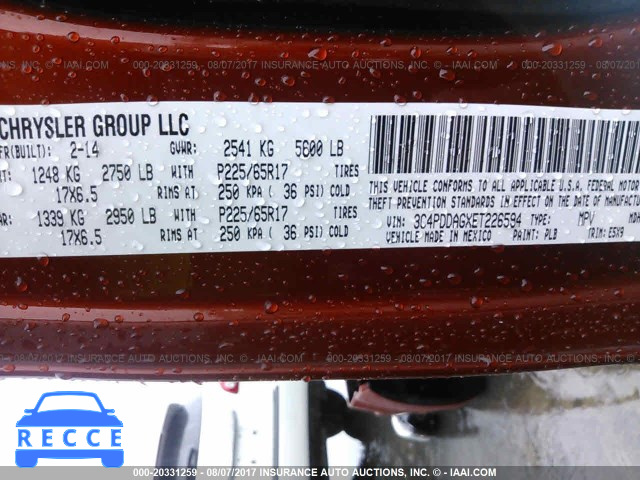 000-20331259 - 08/07/2017 INSURANCE AUTO AUCTIONS, INC. - © IAAI.COM
CHRYSLER GROUP LLC
FR(BUILT): 2-14 GVWR: 2541 KG 5600 LB
NT: 1248 KG 2750 LB WITH P225/65R17 TIRES
17X6.5 RIMS AT 250 KPA ( 36 PSI) COLD
AR: 1339 KG 2950 LB WITH P225/65R17 TIRES
17X6.5 RIMS AT 250 KPA ( 36 PSI) COLD
THIS VEHICLE CONFORMS TO ALL APPLICABLE U.S.A. FEDERAL MOTOR
THEFT PREVENTION STANDARDS IN EFFECT ON THE DATE OF
VIN: 3C4PDDAGXET226594 TYPE: MPV
VEHICLE MADE IN MEXICO PAINT: PLB TRIM: E5X9
000-20331259 - 08/07/2017 INSURANCE AUTO AUCTIONS, INC. - © IAAI.COM
RECCE
000-20331259 - 08/07/2017 INSURANCE AUTO AUCTIONS, INC. - © IAAI.COM